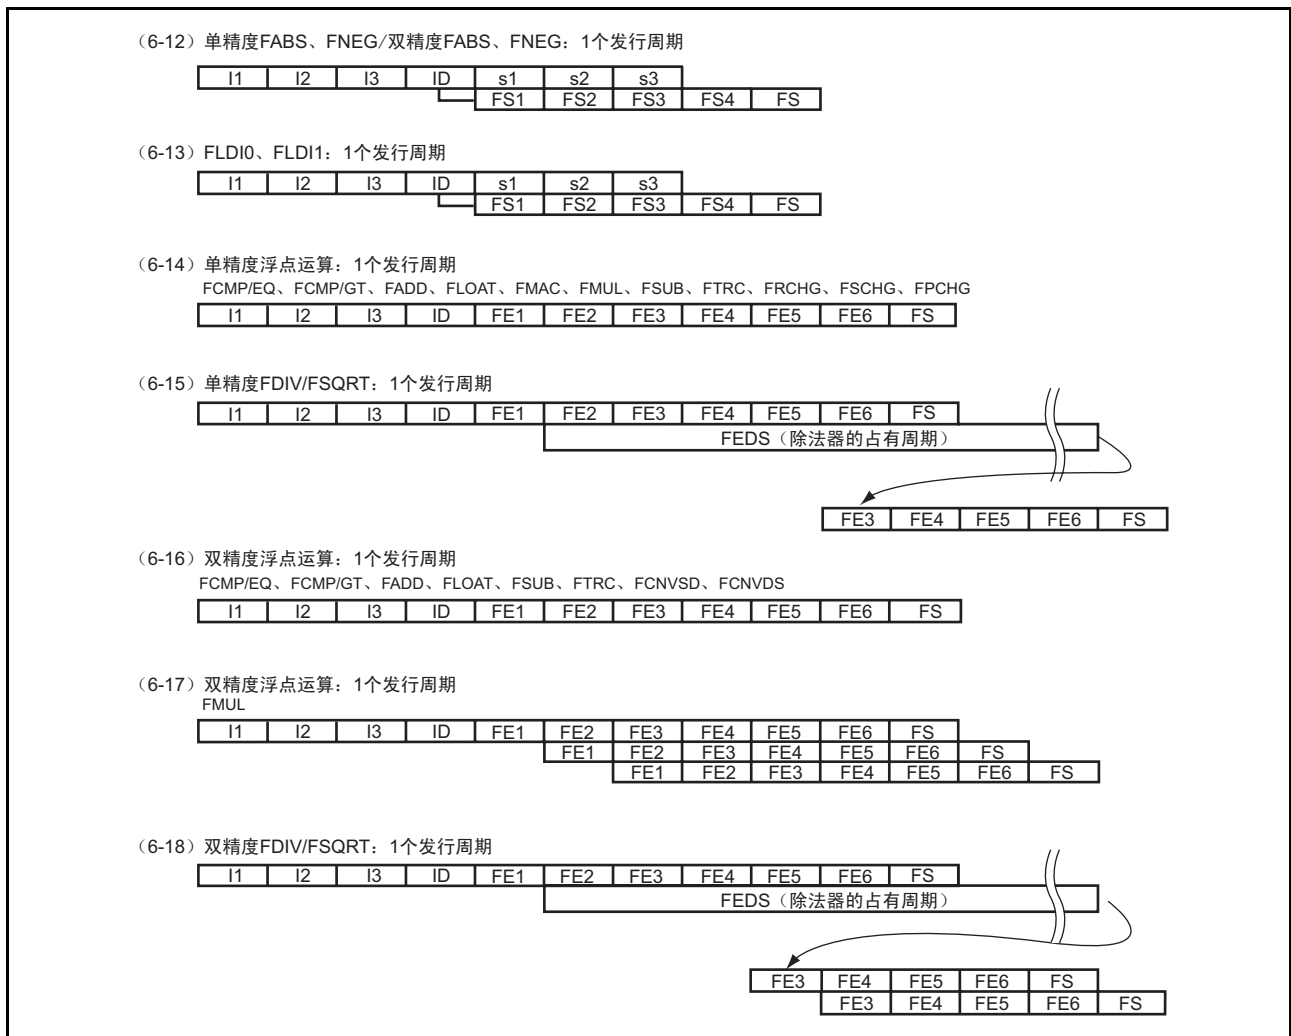 （6-12）单精度FABS、FNEG/双精度FABS、FNEG：1个发行周期
I1 I2 I3 ID s1 s2 s3
FS1 FS2 FS3 FS4 FS
（6-13）FLDI0、FLDI1：1个发行周期
I1 I2 I3 ID s1 s2 s3
FS1 FS2 FS3 FS4 FS
（6-14）单精度浮点运算：1个发行周期
FCMP/EQ、FCMP/GT、FADD、FLOAT、FMAC、FMUL、FSUB、FTRC、FRCHG、FSCHG、FPCHG
I1 I2 I3 ID FE1 FE2 FE3 FE4 FE5 FE6 FS
（6-15）单精度FDIV/FSQRT：1个发行周期
I1 I2 I3 ID FE1 FE2 FE3 FE4 FE5 FE6 FS
FEDS（除法器的占有周期）
FE3 FE4 FE5 FE6 FS
（6-16）双精度浮点运算：1个发行周期
FCMP/EQ、FCMP/GT、FADD、FLOAT、FSUB、FTRC、FCNVSD、FCNVDS
I1 I2 I3 ID FE1 FE2 FE3 FE4 FE5 FE6 FS
（6-17）双精度浮点运算：1个发行周期
FMUL
I1 I2 I3 ID FE1 FE2 FE3 FE4 FE5 FE6 FS
FE1 FE2 FE3 FE4 FE5 FE6 FS
FE1 FE2 FE3 FE4 FE5 FE6 FS
（6-18）双精度FDIV/FSQRT：1个发行周期
I1 I2 I3 ID FE1 FE2 FE3 FE4 FE5 FE6 FS
FEDS（除法器的占有周期）
FE3 FE4 FE5 FE6 FS
FE3 FE4 FE5 FE6 FS